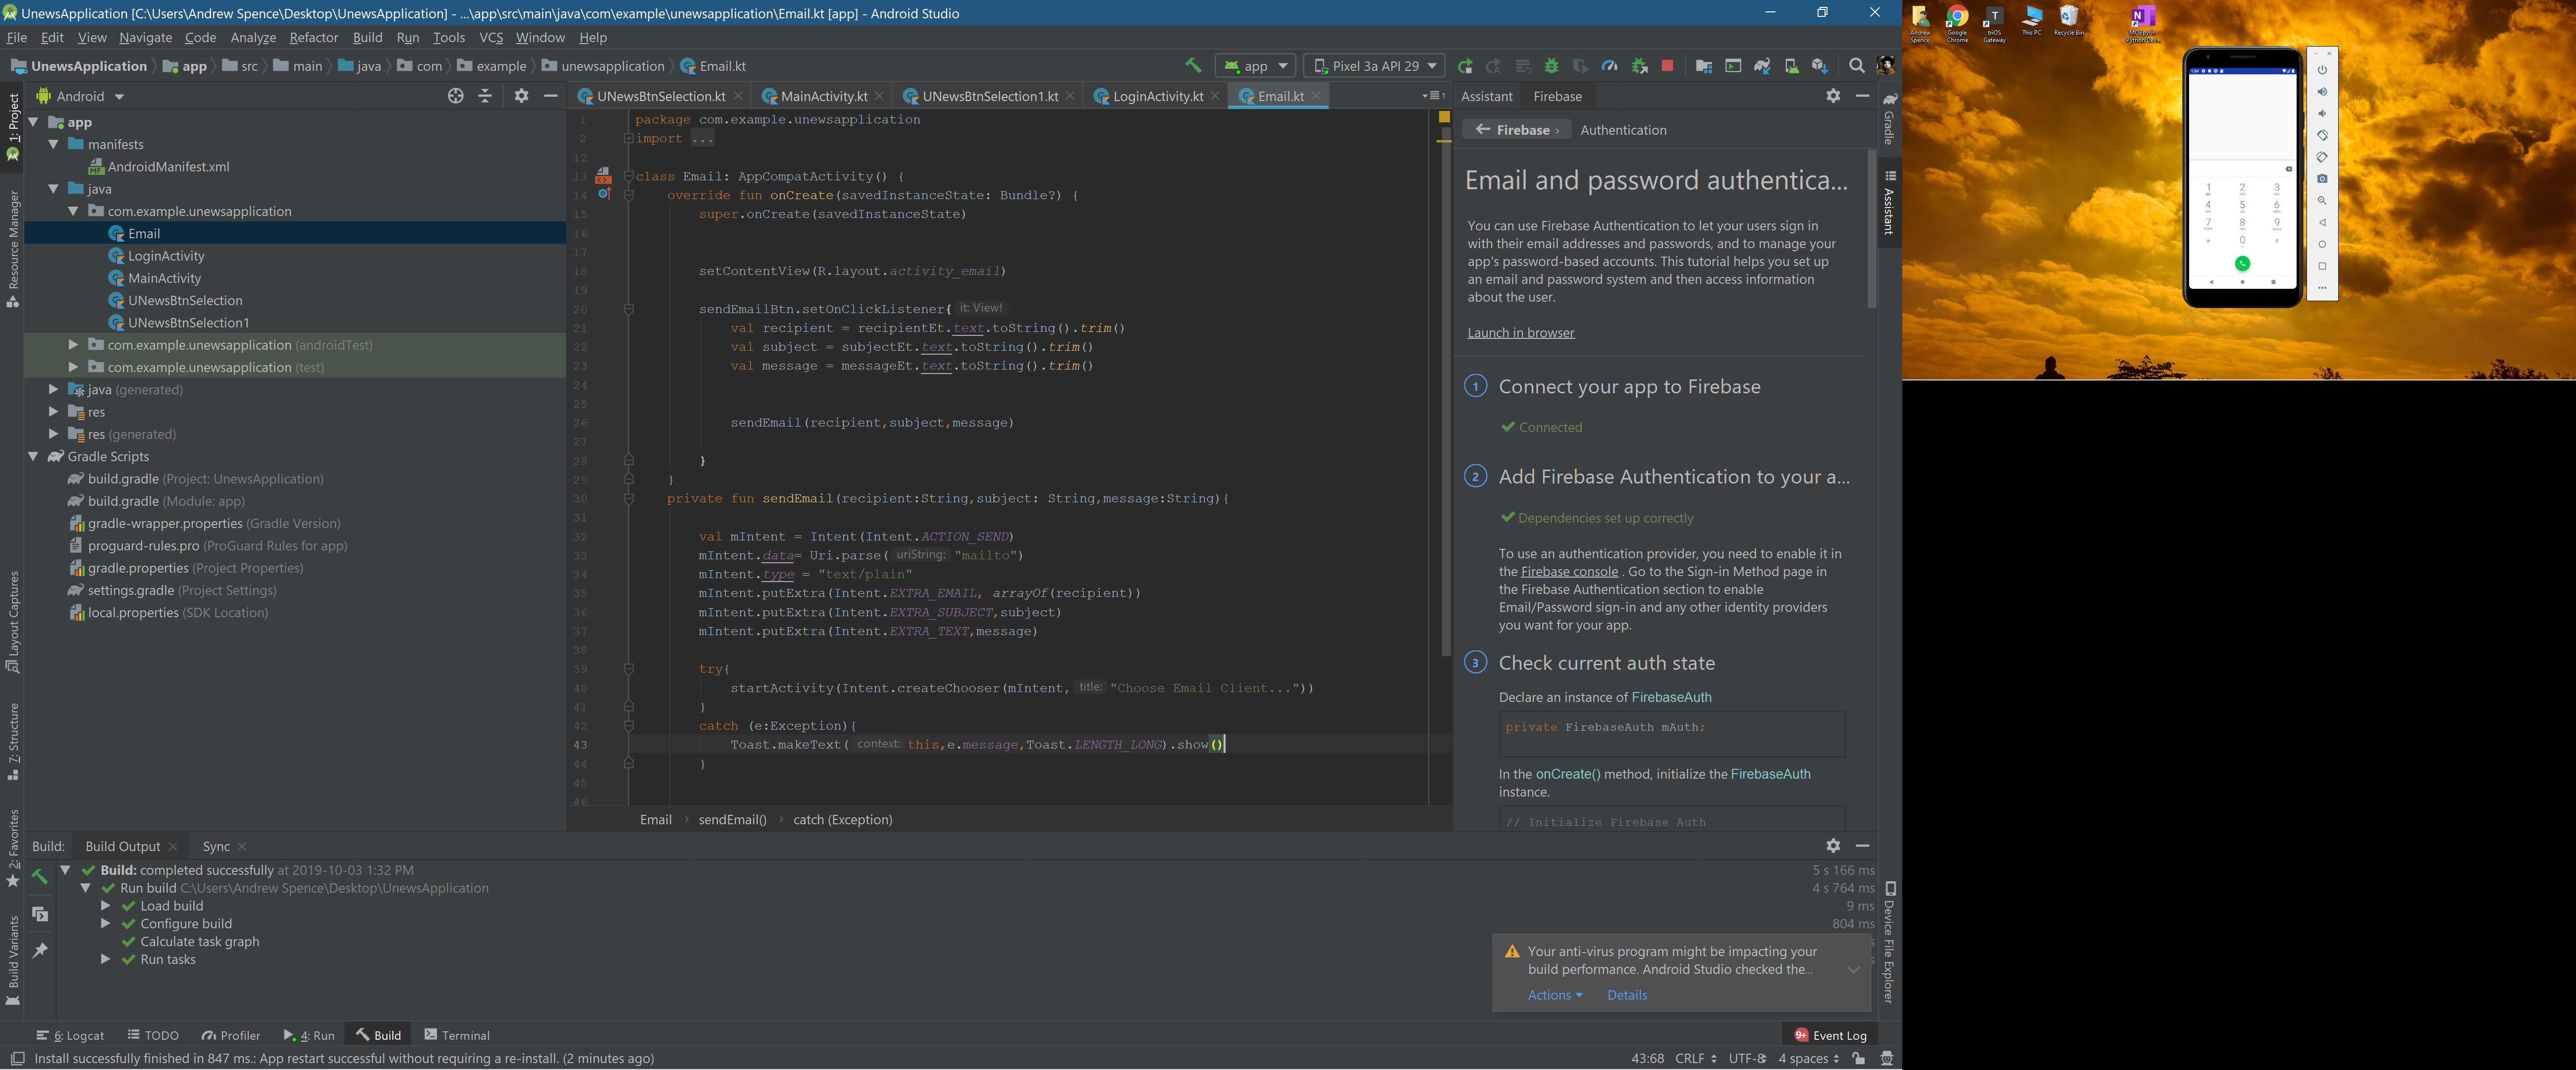 UnewsApplication [C:\Users\Andrew Spence\Desktop\UnewsApplication] - ...\app\src\main\java\com\example\unewsapplication\Email.kt [app] - Android Studio
File Edit View Navigate Code Analyze Refactor Build Run Tools VCS Window Help
UnewsApplication app src main java com example unewsapplication Email.kt
app Pixel 3a API 29
Android
1: Project
Resource Manager
Layout Captures
7: Structure
2: Favorites
Build Variants
app
manifests
AndroidManifest.xml
java
com.example.unewsapplication
Email
LoginActivity
MainActivity
UNewsBtnSelection
UNewsBtnSelection1
com.example.unewsapplication (androidTest)
com.example.unewsapplication (test)
java (generated)
res
res (generated)
Gradle Scripts
build.gradle (Project: UnewsApplication)
build.gradle (Module: app)
gradle-wrapper.properties (Gradle Version)
proguard-rules.pro (ProGuard Rules for app)
gradle.properties (Project Properties)
settings.gradle (Project Settings)
local.properties (SDK Location)
UNewsBtnSelection.kt MainActivity.kt UNewsBtnSelection1.kt LoginActivity.kt Email.kt
1 package com.example.unewsapplication
2 import ...
12
13 class Email: AppCompatActivity() {
14 override fun onCreate(savedInstanceState: Bundle?) {
15 super.onCreate(savedInstanceState)
16
17
18 setContentView(R.layout.activity_email)
19
20 sendEmailBtn.setOnClickListener{ it: View!
21 val recipient = recipientEt.text.toString().trim()
22 val subject = subjectEt.text.toString().trim()
23 val message = messageEt.text.toString().trim()
24
25
26 sendEmail(recipient,subject,message)
27
28 }
29 }
30 private fun sendEmail(recipient:String,subject: String,message:String){
31
32 val mIntent = Intent(Intent.ACTION_SEND)
33 mIntent.data= Uri.parse( uriString: "mailto")
34 mIntent.type = "text/plain"
35 mIntent.putExtra(Intent.EXTRA_EMAIL, arrayOf(recipient))
36 mIntent.putExtra(Intent.EXTRA_SUBJECT,subject)
37 mIntent.putExtra(Intent.EXTRA_TEXT,message)
38
39 try{
40 startActivity(Intent.createChooser(mIntent, title: "Choose Email Client..."))
41 }
42 catch (e:Exception){
43 Toast.makeText( context: this,e.message,Toast.LENGTH_LONG).show()
44 }
45
46
Email sendEmail() catch (Exception)
Assistant Firebase
Firebase › Authentication
Email and password authentica...
You can use Firebase Authentication to let your users sign in
with their email addresses and passwords, and to manage your
app's password-based accounts. This tutorial helps you set up
an email and password system and then access information
about the user.
Launch in browser
1 Connect your app to Firebase
Connected
2 Add Firebase Authentication to your a...
Dependencies set up correctly
To use an authentication provider, you need to enable it in
the Firebase console . Go to the Sign-in Method page in
the Firebase Authentication section to enable
Email/Password sign-in and any other identity providers
you want for your app.
3 Check current auth state
Declare an instance of FirebaseAuth
private FirebaseAuth mAuth;
In the onCreate() method, initialize the FirebaseAuth
instance.
// Initialize Firebase Auth
Gradle
Assistant
Device File Explorer
Build: Build Output Sync
Build: completed successfully at 2019-10-03 1:32 PM 5 s 166 ms
Run build C:\Users\Andrew Spence\Desktop\UnewsApplication 4 s 764 ms
Load build 9 ms
Configure build 804 ms
Calculate task graph
Run tasks
Your anti-virus program might be impacting your
build performance. Android Studio checked the...
Actions Details
6: Logcat TODO Profiler 4: Run Build Terminal 9+ Event Log
Install successfully finished in 847 ms.: App restart successful without requiring a re-install. (2 minutes ago) 43:68 CRLF UTF-8 4 spaces
Andrew Spence
Google Chrome
triOS Gateway
This PC
Recycle Bin
1 2 3
4 5 6
7 8 9
* 0 #